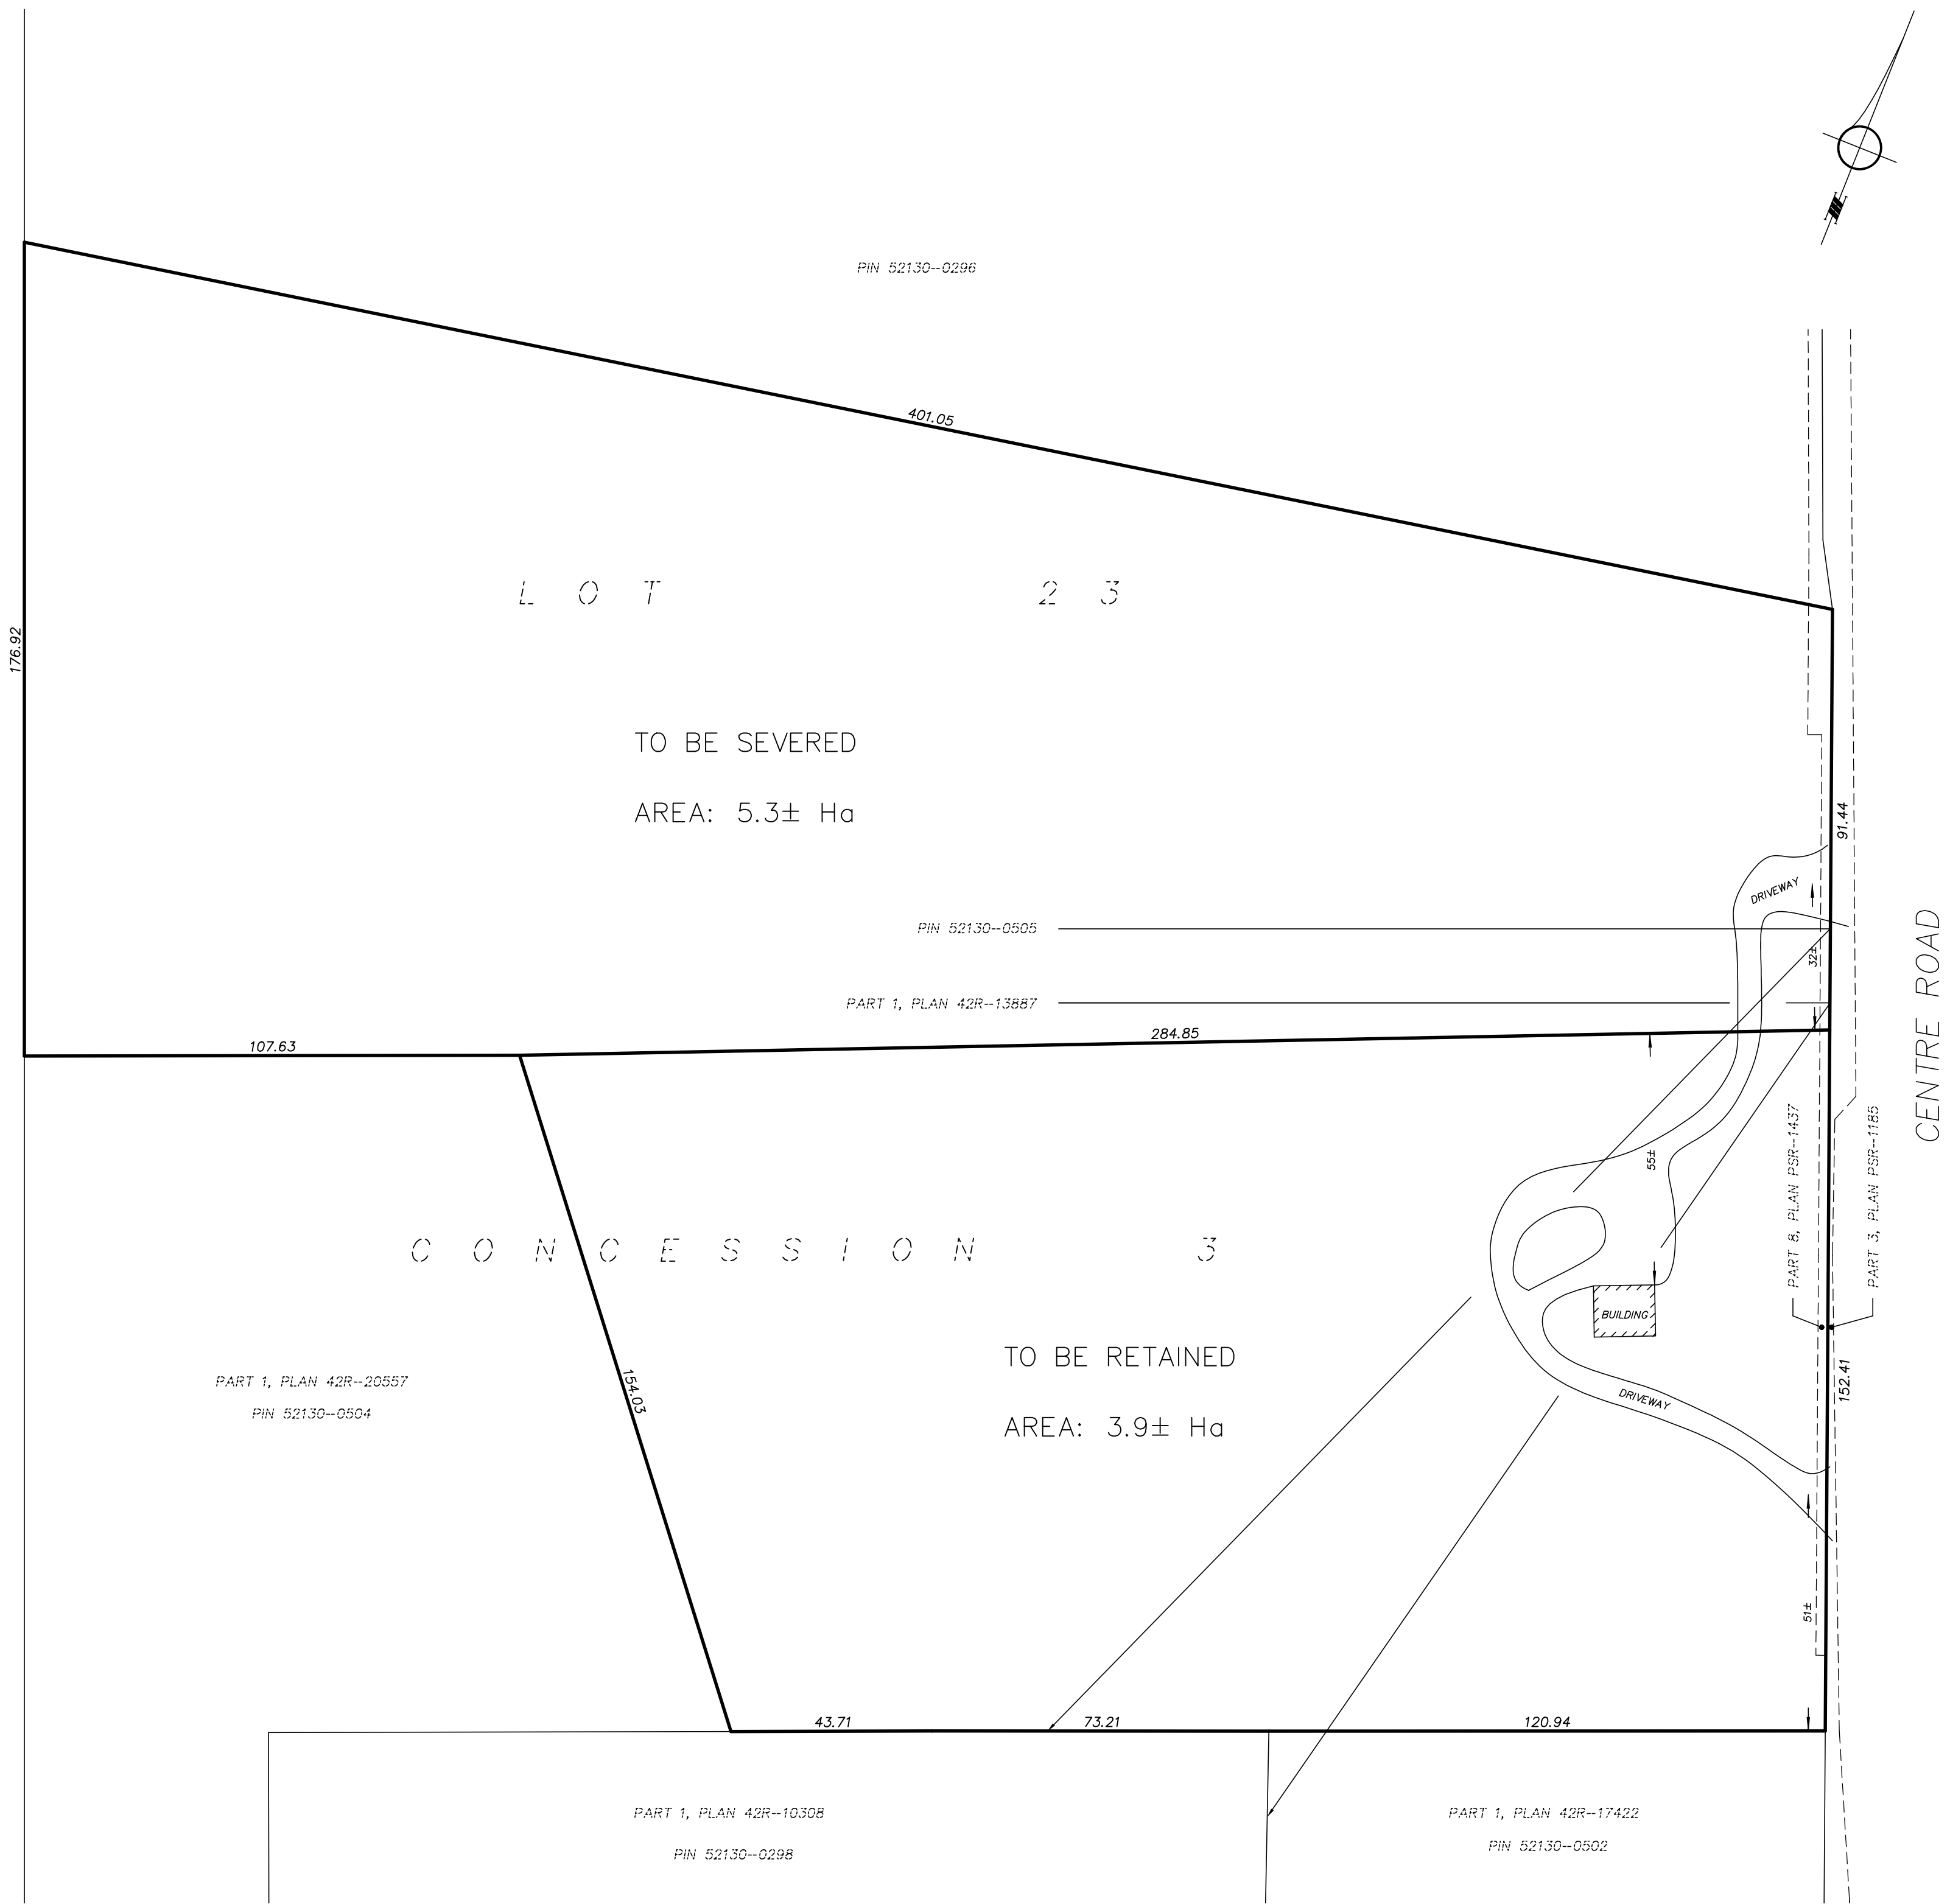 PIN 52130-0296
401.05
LOT 23
176.92
TO BE SEVERED
AREA: 5.3± Ha
91.44
DRIVEWAY
PIN 52130-0505
32±
PART 1, PLAN 42R-13887
107.63
284.85
CENTRE ROAD
55±
PART 8, PLAN PSR-1437
PART 3, PLAN PSR-1185
CONCESSION 3
BUILDING
TO BE RETAINED
AREA: 3.9± Ha
PART 1, PLAN 42R-20557
PIN 52130-0504
154.03
152.41
DRIVEWAY
51±
43.71
73.21
120.94
PART 1, PLAN 42R-10308
PIN 52130-0298
PART 1, PLAN 42R-17422
PIN 52130-0502